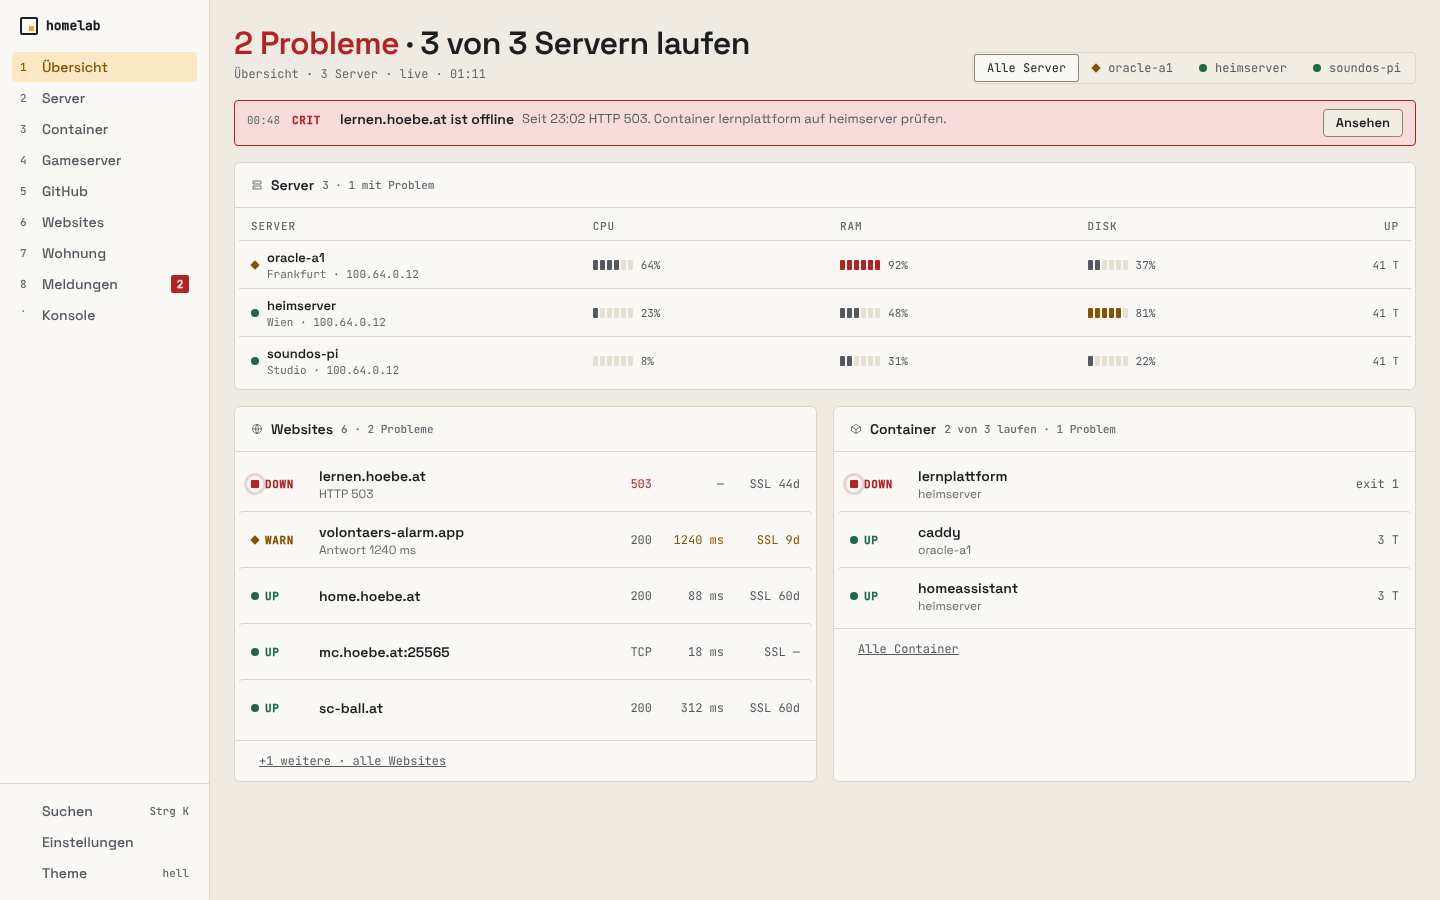 homelab
1 Übersicht
2 Server
3 Container
4 Gameserver
5 GitHub
6 Websites
7 Wohnung
8 Meldungen 2
` Konsole
Suchen Strg K
Einstellungen
Theme hell
2 Probleme · 3 von 3 Servern laufen
Übersicht · 3 Server · live · 01:11
Alle Server oracle-a1 heimserver soundos-pi
00:48 CRIT lernen.hoebe.at ist offline Seit 23:02 HTTP 503. Container lernplattform auf heimserver prüfen. Ansehen
Server 3 · 1 mit Problem
SERVER CPU RAM DISK UP
oracle-a1 64% 92% 37% 41 T
Frankfurt · 100.64.0.12
heimserver 23% 48% 81% 41 T
Wien · 100.64.0.12
soundos-pi 8% 31% 22% 41 T
Studio · 100.64.0.12
Websites 6 · 2 Probleme
DOWN lernen.hoebe.at 503 — SSL 44d
HTTP 503
WARN volontaers-alarm.app 200 1240 ms SSL 9d
Antwort 1240 ms
UP home.hoebe.at 200 88 ms SSL 60d
UP mc.hoebe.at:25565 TCP 18 ms SSL —
UP sc-ball.at 200 312 ms SSL 60d
+1 weitere · alle Websites
Container 2 von 3 laufen · 1 Problem
DOWN lernplattform exit 1
heimserver
UP caddy 3 T
oracle-a1
UP homeassistant 3 T
heimserver
Alle Container